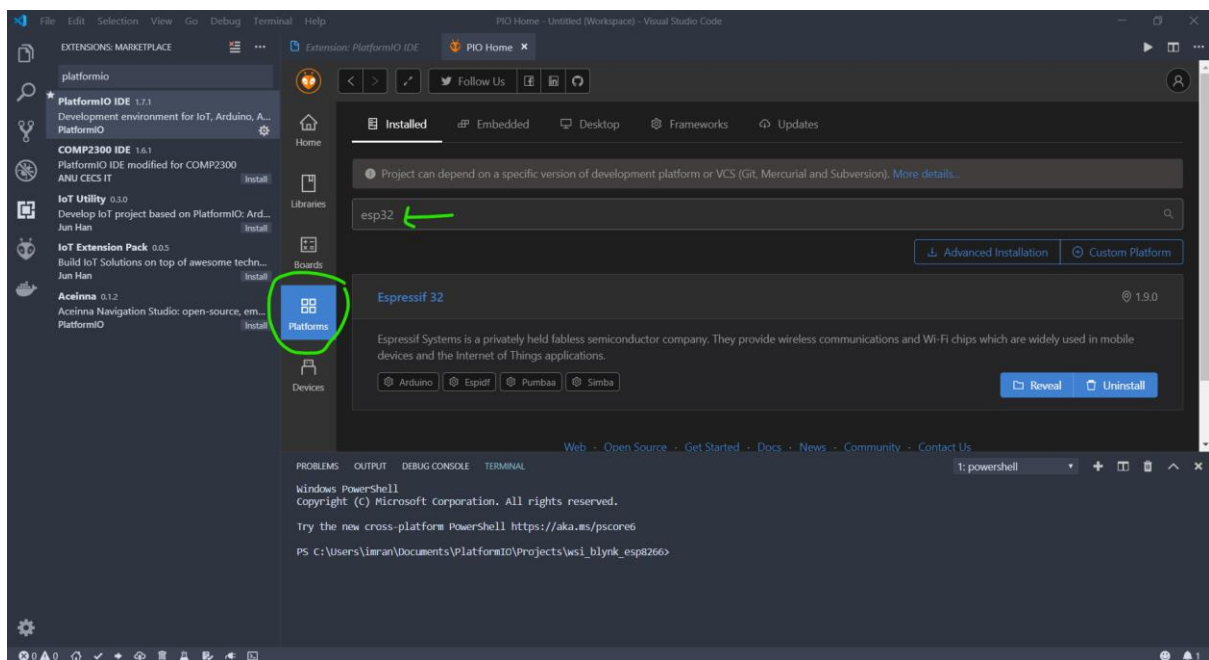 File Edit Selection View Go Debug Terminal Help
PIO Home - Untitled (Workspace) - Visual Studio Code
EXTENSIONS: MARKETPLACE
platformio
PlatformIO IDE 1.7.1
Development environment for IoT, Arduino, A...
PlatformIO
COMP2300 IDE 1.6.1
PlatformIO IDE modified for COMP2300
ANU CECS IT Install
IoT Utility 0.3.0
Develop IoT project based on PlatformIO: Ard...
Jun Han Install
IoT Extension Pack 0.0.5
Build IoT Solutions on top of awesome techn...
Jun Han Install
Aceinna 0.1.2
Aceinna Navigation Studio: open-source, em...
PlatformIO Install
Extension: PlatformIO IDE PIO Home
Follow Us
Home
Libraries
Boards
Platforms
Devices
Installed Embedded Desktop Frameworks Updates
Project can depend on a specific version of development platform or VCS (Git, Mercurial and Subversion). More details...
esp32
Advanced Installation Custom Platform
Espressif 32 1.9.0
Espressif Systems is a privately held fabless semiconductor company. They provide wireless communications and Wi-Fi chips which are widely used in mobile
devices and the Internet of Things applications.
Arduino Espidf Pumbaa Simba
Reveal Uninstall
Web · Open Source · Get Started · Docs · News · Community · Contact Us
PROBLEMS OUTPUT DEBUG CONSOLE TERMINAL 1: powershell
Windows PowerShell
Copyright (C) Microsoft Corporation. All rights reserved.
Try the new cross-platform PowerShell https://aka.ms/pscore6
PS C:\Users\imran\Documents\PlatformIO\Projects\wsi_blynk_esp8266>
0 0
1